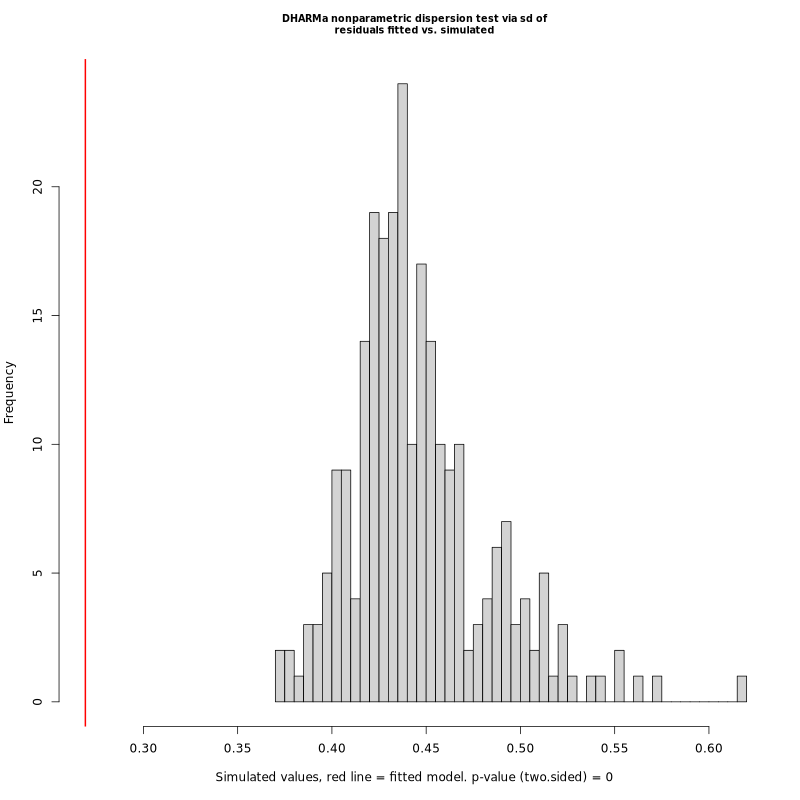 DHARMa nonparametric dispersion test via sd of
residuals fitted vs. simulated
Frequency
20
15
10
5
0
0.30 0.35 0.40 0.45 0.50 0.55 0.60
Simulated values, red line = fitted model. p-value (two.sided) = 0